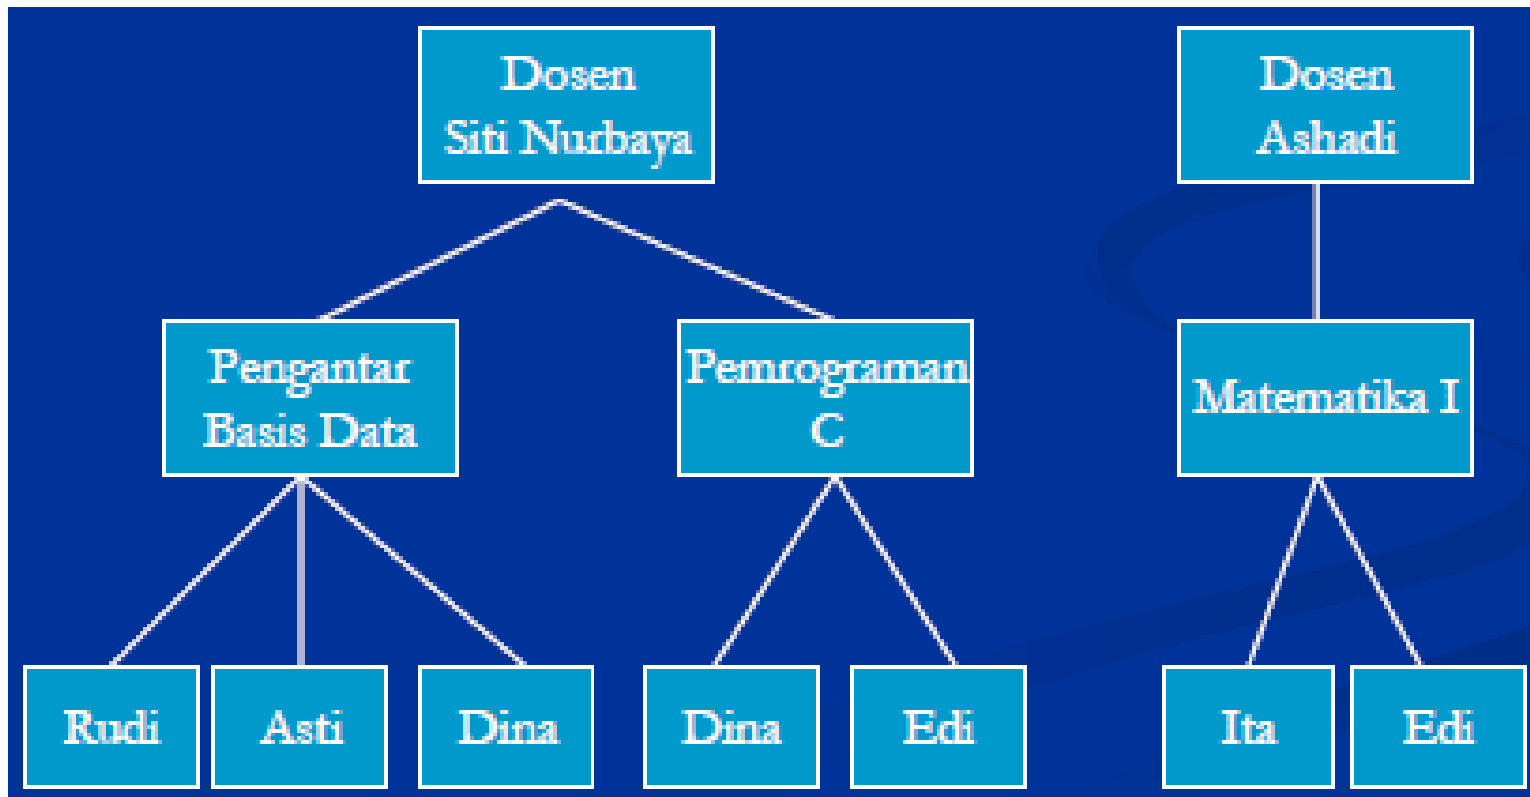 Dosen
Siti Nurbaya
Dosen
Ashadi
Pengantar
Basis Data
Pemrograman
C
Matematika I
Rudi
Asti
Dina
Dina
Edi
Ita
Edi